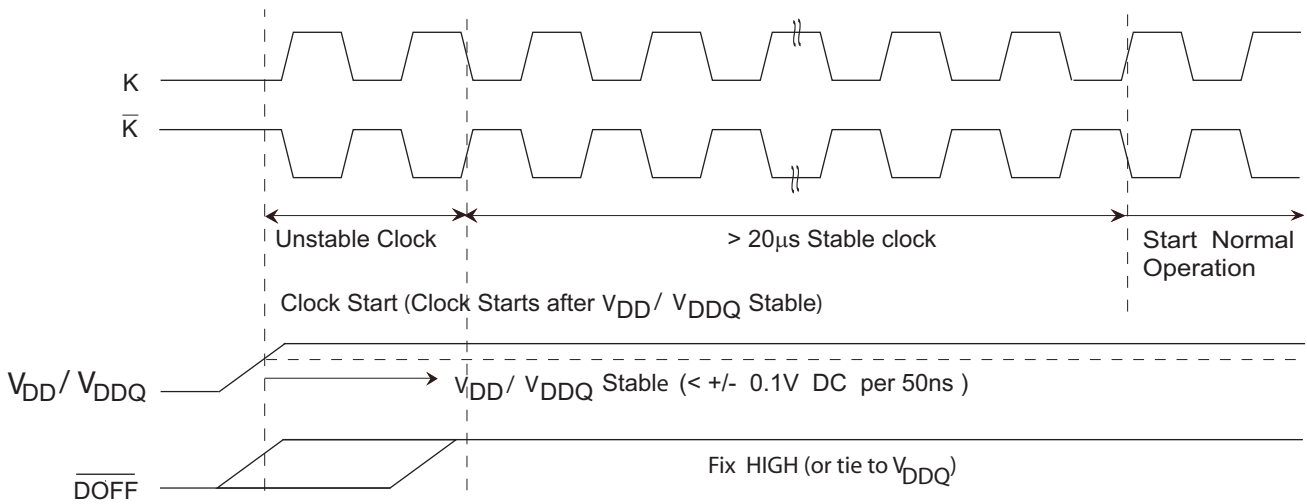 K
K̅
Unstable Clock
> 20μs Stable clock
Start Normal
Operation
Clock Start (Clock Starts after VDD / VDDQ Stable)
VDD / VDDQ
VDD / VDDQ Stable (< +/- 0.1V DC per 50ns )
D̅O̅F̅F̅
Fix HIGH (or tie to VDDQ)